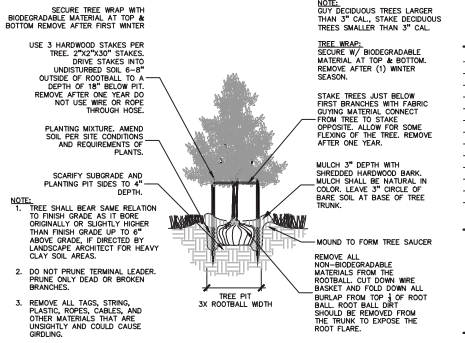 SECURE TREE WRAP WITH
BIODEGRADABLE MATERIAL AT TOP &
BOTTOM REMOVE AFTER FIRST WINTER
USE 3 HARDWOOD STAKES PER
TREE. 2"X2"X30" STAKES.
DRIVE STAKES INTO
UNDISTURBED SOIL 6-8"
OUTSIDE OF ROOTBALL TO A
DEPTH OF 18" BELOW PIT.
REMOVE AFTER ONE YEAR DO
NOT USE WIRE OR ROPE
THROUGH HOSE.
PLANTING MIXTURE. AMEND
SOIL PER SITE CONDITIONS
AND REQUIREMENTS OF
PLANTS.
SCARIFY SUBGRADE AND
PLANTING PIT SIDES TO 4"
DEPTH.
NOTE:
1. TREE SHALL BEAR SAME RELATION
TO FINISH GRADE AS IT BORE
ORIGINALLY OR SLIGHTLY HIGHER
THAN FINISH GRADE UP TO 6"
ABOVE GRADE, IF DIRECTED BY
LANDSCAPE ARCHITECT FOR HEAVY
CLAY SOIL AREAS.
2. DO NOT PRUNE TERMINAL LEADER.
PRUNE ONLY DEAD OR BROKEN
BRANCHES.
3. REMOVE ALL TAGS, STRING,
PLASTIC, ROPES, CABLES, AND
OTHER MATERIALS THAT ARE
UNSIGHTLY AND COULD CAUSE
GIRDLING.
TREE PIT
3X ROOTBALL WIDTH
NOTE:
GUY DECIDUOUS TREES LARGER
THAN 3" CAL., STAKE DECIDUOUS
TREES SMALLER THAN 3" CAL.
TREE WRAP:
SECURE W/ BIODEGRADABLE
MATERIAL AT TOP & BOTTOM.
REMOVE AFTER (1) WINTER
SEASON.
STAKE TREES JUST BELOW
FIRST BRANCHES WITH FABRIC
GUYING MATERIAL CONNECT
FROM TREE TO STAKE
OPPOSITE. ALLOW FOR SOME
FLEXING OF THE TREE. REMOVE
AFTER ONE YEAR.
MULCH 3" DEPTH WITH
SHREDDED HARDWOOD BARK.
MULCH SHALL BE NATURAL IN
COLOR. LEAVE 3" CIRCLE OF
BARE SOIL AT BASE OF TREE
TRUNK.
MOUND TO FORM TREE SAUCER
REMOVE ALL
NON-BIODEGRADABLE
MATERIALS FROM THE
ROOTBALL. CUT DOWN WIRE
BASKET AND FOLD DOWN ALL
BURLAP FROM TOP ⅓ OF ROOT
BALL. ROOT BALL DIRT
SHOULD BE REMOVED FROM
THE TRUNK TO EXPOSE THE
ROOT FLARE.